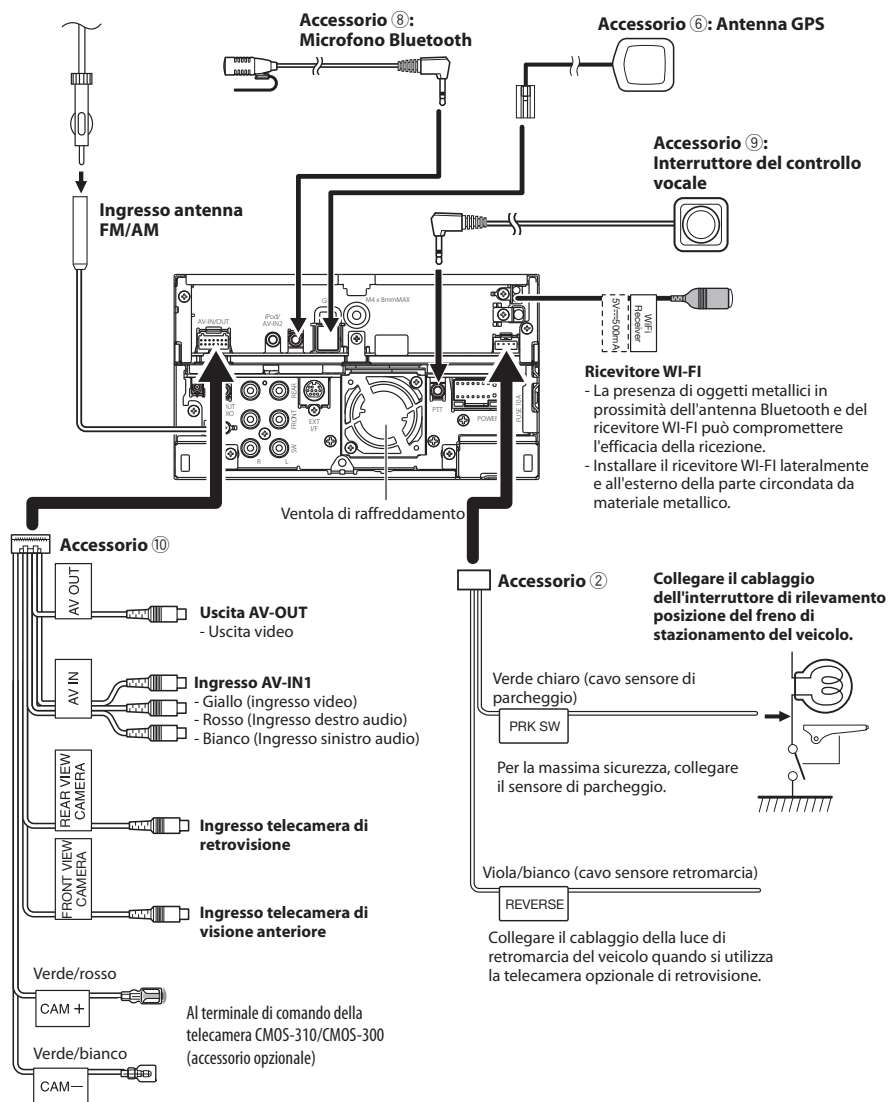 Accessorio ⑧:
Microfono Bluetooth
Accessorio ⑥: Antenna GPS
Accessorio ⑨:
Interruttore del controllo
vocale
Ingresso antenna
FM/AM
AV-IN/OUT
iPod/
AV-IN2
M4 x 8mmMAX
5V⎓500mA
WiFi
Receiver
REAR
FRONT
SW
R
L
EXT
I/F
PTT
POWER
FUSE 10A
Ricevitore WI-FI
- La presenza di oggetti metallici in
prossimità dell'antenna Bluetooth e del
ricevitore WI-FI può compromettere
l'efficacia della ricezione.
- Installare il ricevitore WI-FI lateralmente
e all'esterno della parte circondata da
materiale metallico.
Ventola di raffreddamento
Accessorio ⑩
AV OUT
Uscita AV-OUT
- Uscita video
AV IN
Ingresso AV-IN1
- Giallo (ingresso video)
- Rosso (Ingresso destro audio)
- Bianco (Ingresso sinistro audio)
REAR VIEW
CAMERA
Ingresso telecamera di
retrovisione
FRONT VIEW
CAMERA
Ingresso telecamera di
visione anteriore
Verde/rosso
CAM +
Verde/bianco
CAM—
Al terminale di comando della
telecamera CMOS-310/CMOS-300
(accessorio opzionale)
Accessorio ②
Collegare il cablaggio
dell'interruttore di rilevamento
posizione del freno di
stazionamento del veicolo.
Verde chiaro (cavo sensore di
parcheggio)
PRK SW
Per la massima sicurezza, collegare
il sensore di parcheggio.
Viola/bianco (cavo sensore retromarcia)
REVERSE
Collegare il cablaggio della luce di
retromarcia del veicolo quando si utilizza
la telecamera opzionale di retrovisione.